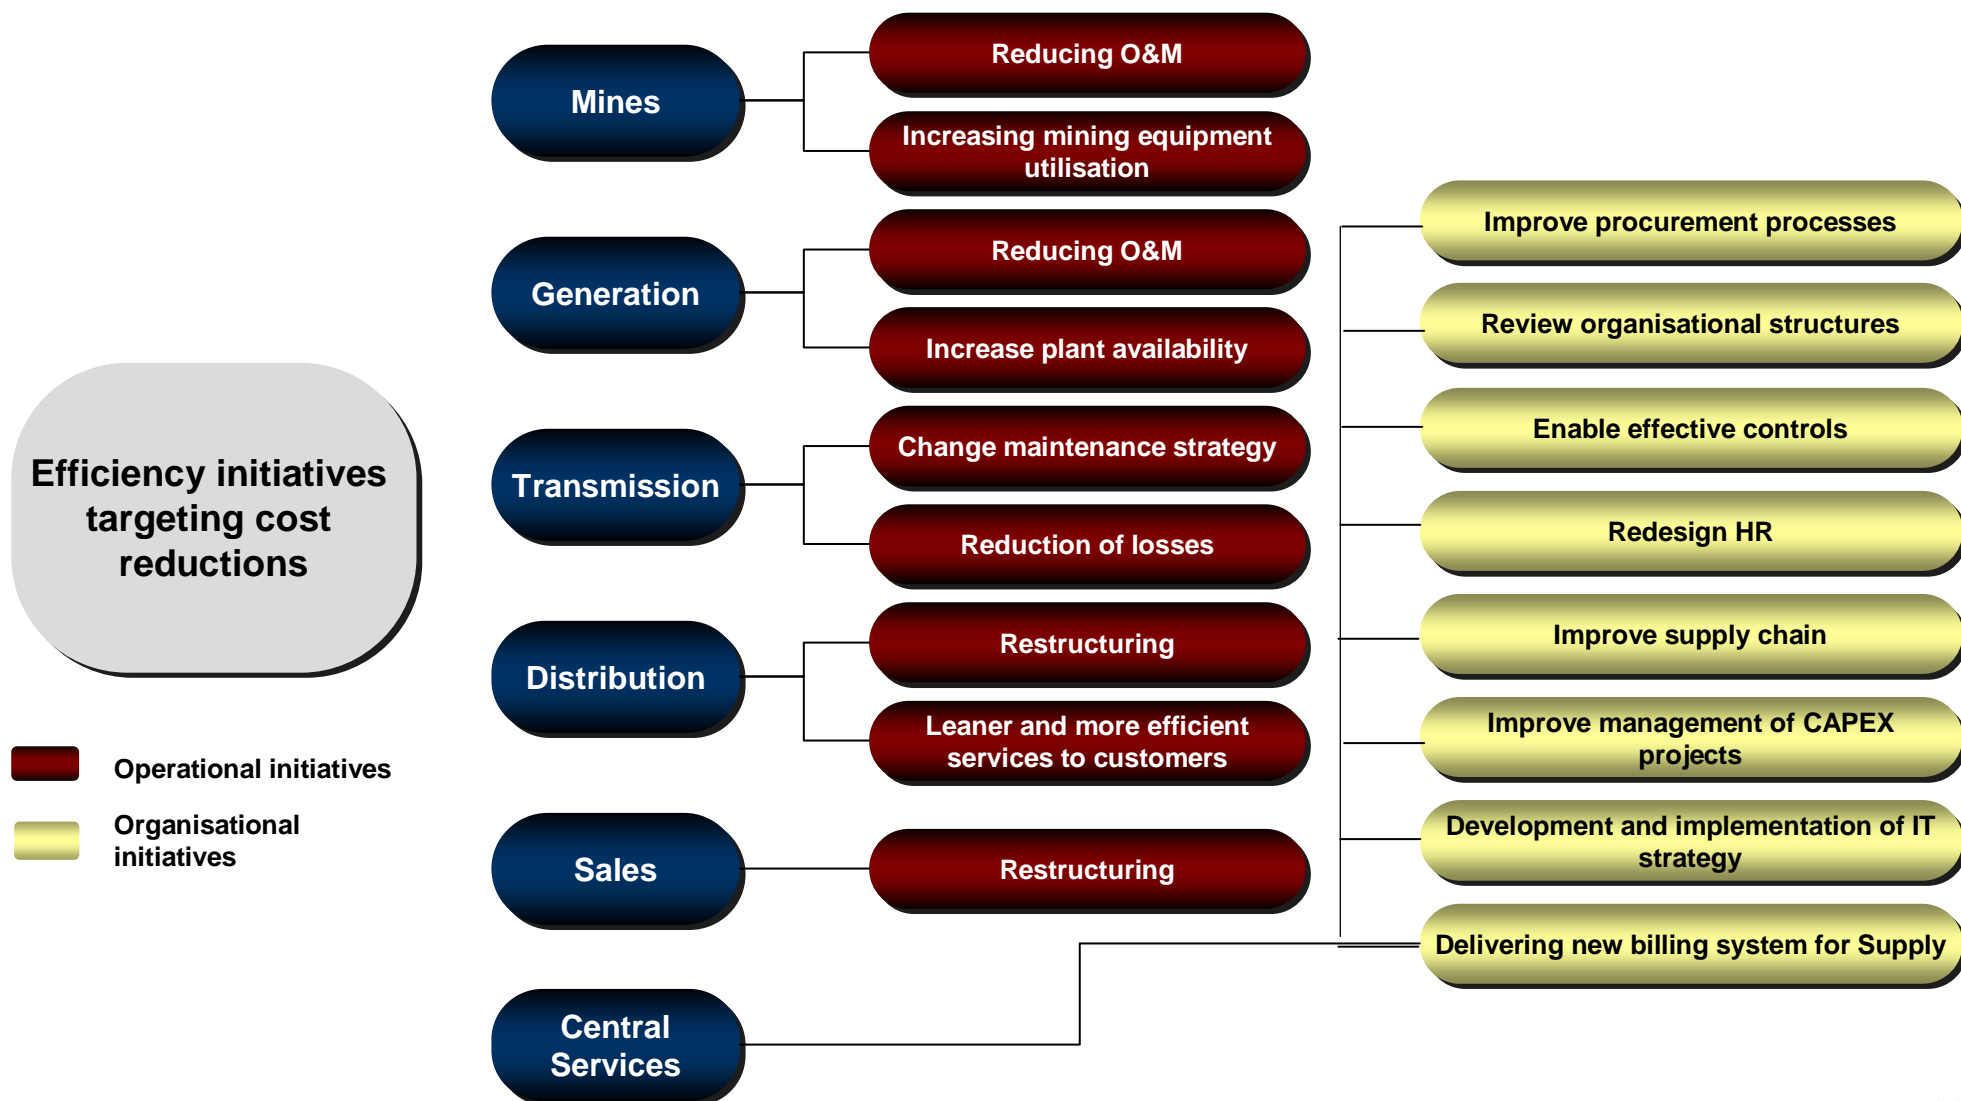 Efficiency initiatives
targeting cost
reductions
Operational initiatives
Organisational
initiatives
Mines
Reducing O&M
Increasing mining equipment
utilisation
Generation
Reducing O&M
Increase plant availability
Transmission
Change maintenance strategy
Reduction of losses
Distribution
Restructuring
Leaner and more efficient
services to customers
Sales
Restructuring
Central
Services
Improve procurement processes
Review organisational structures
Enable effective controls
Redesign HR
Improve supply chain
Improve management of CAPEX
projects
Development and implementation of IT
strategy
Delivering new billing system for Supply